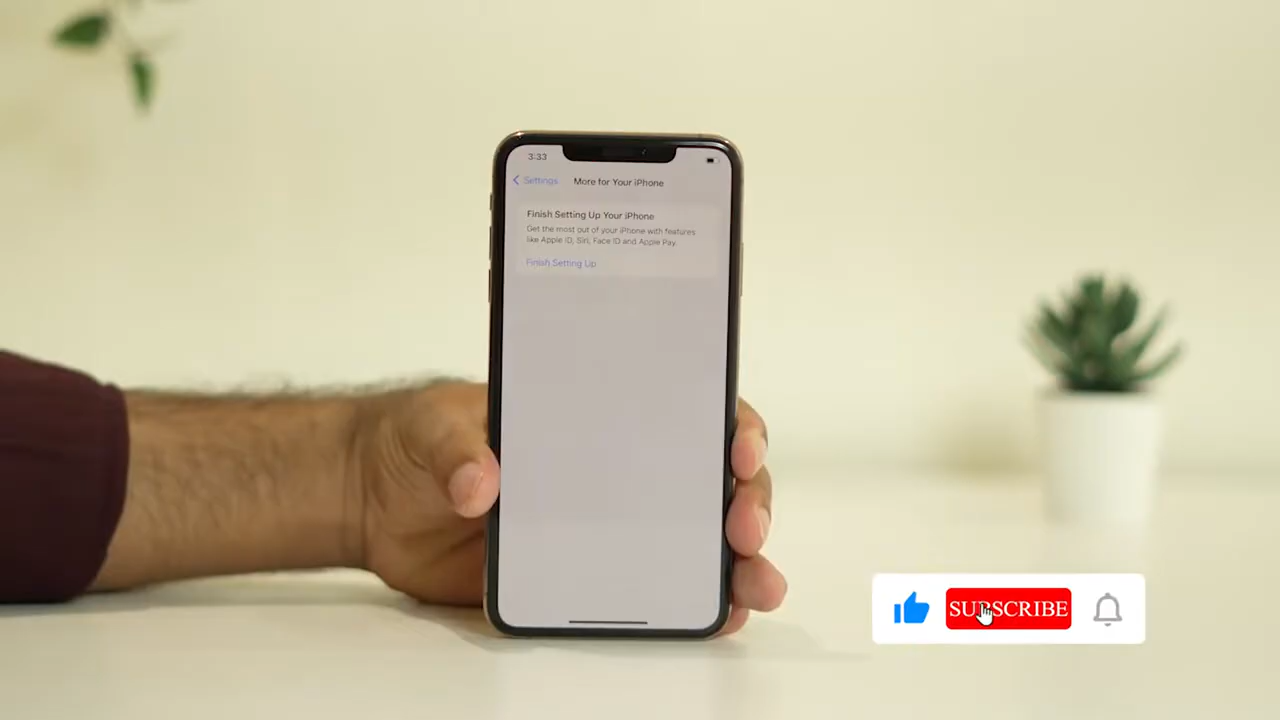 3:33
Settings
More for Your iPhone
Finish Setting Up Your iPhone
Get the most out of your iPhone with features
like Apple ID, Siri, Face ID and Apple Pay.
Finish Setting Up
SUBSCRIBE